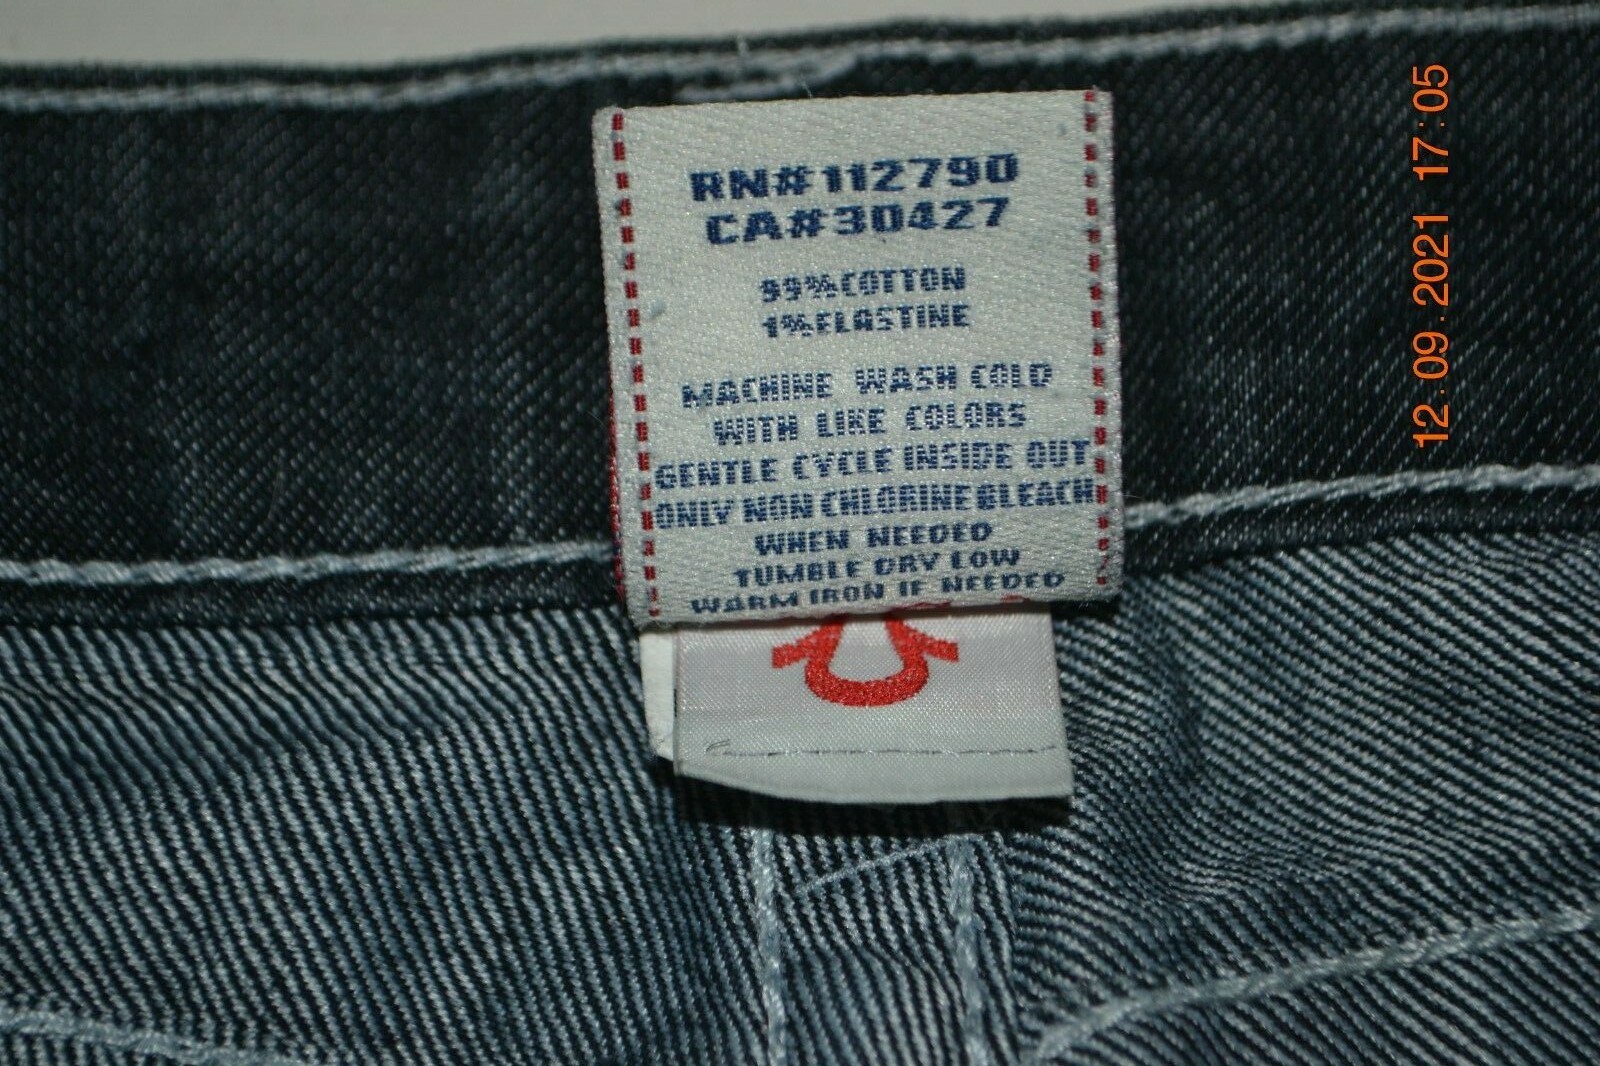 RN#112790
CA#30427
99%COTTON
1%ELASTINE
MACHINE WASH COLD
WITH LIKE COLORS
GENTLE CYCLE INSIDE OUT
ONLY NON CHLORINE BLEACH
WHEN NEEDED
TUMBLE DRY LOW
WARM IRON IF NEEDED
12.09.2021 17:05